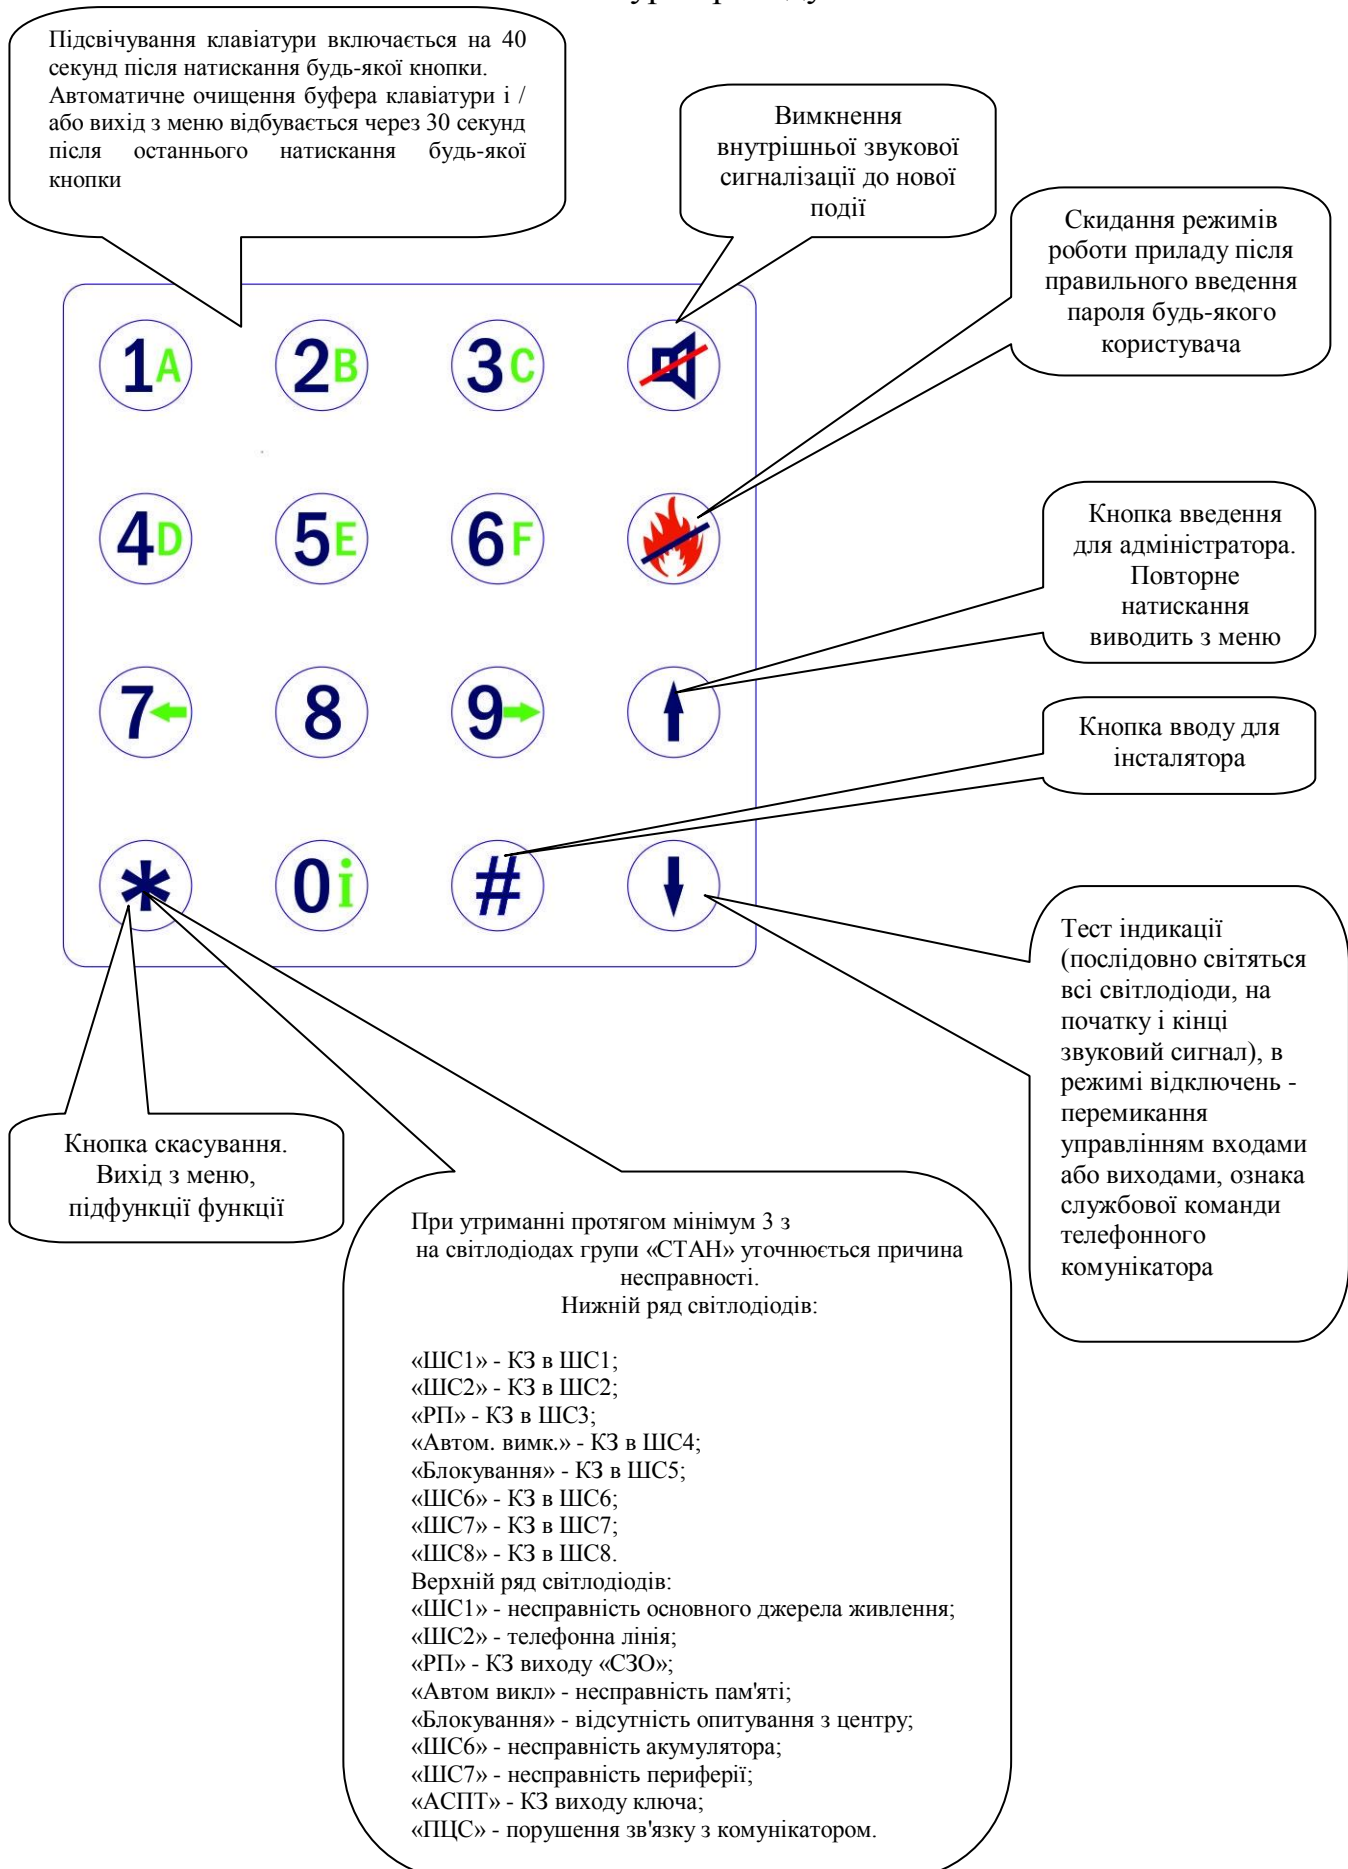 Підсвічування клавіатури включається на 40
секунд після натискання будь-якої кнопки.
Автоматичне очищення буфера клавіатури і /
або вихід з меню відбувається через 30 секунд
після останнього натискання будь-якої
кнопки
Вимкнення
внутрішньої звукової
сигналізації до нової
події
Скидання режимів
роботи приладу після
правильного введення
пароля будь-якого
користувача
1A 2B 3C
4D 5E 6F
Кнопка введення
для адміністратора.
Повторне
натискання
виводить з меню
7 8 9
Кнопка вводу для
інсталятора
* 0i #
Тест індикації
(послідовно світяться
всі світлодіоди, на
початку і кінці
звуковий сигнал), в
режимі відключень -
перемикання
управлінням входами
або виходами, ознака
службової команди
телефонного
комунікатора
Кнопка скасування.
Вихід з меню,
підфункції функції
При утриманні протягом мінімум 3 з
на світлодіодах групи «СТАН» уточнюється причина
несправності.
Нижній ряд світлодіодів:
«ШС1» - КЗ в ШС1;
«ШС2» - КЗ в ШС2;
«РП» - КЗ в ШС3;
«Автом. вимк.» - КЗ в ШС4;
«Блокування» - КЗ в ШС5;
«ШС6» - КЗ в ШС6;
«ШС7» - КЗ в ШС7;
«ШС8» - КЗ в ШС8.
Верхній ряд світлодіодів:
«ШС1» - несправність основного джерела живлення;
«ШС2» - телефонна лінія;
«РП» - КЗ виходу «СЗО»;
«Автом викл» - несправність пам'яті;
«Блокування» - відсутність опитування з центру;
«ШС6» - несправність акумулятора;
«ШС7» - несправність периферії;
«АСПТ» - КЗ виходу ключа;
«ПЦС» - порушення зв'язку з комунікатором.